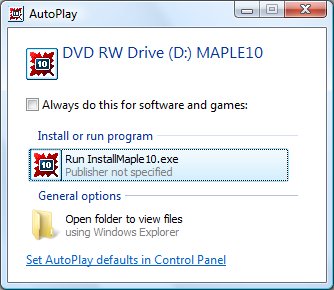 AutoPlay
DVD RW Drive (D:) MAPLE10
10
Always do this for software and games:
Install or run program
10
Run InstallMaple10.exe
Publisher not specified
General options
Open folder to view files
using Windows Explorer
Set AutoPlay defaults in Control Panel